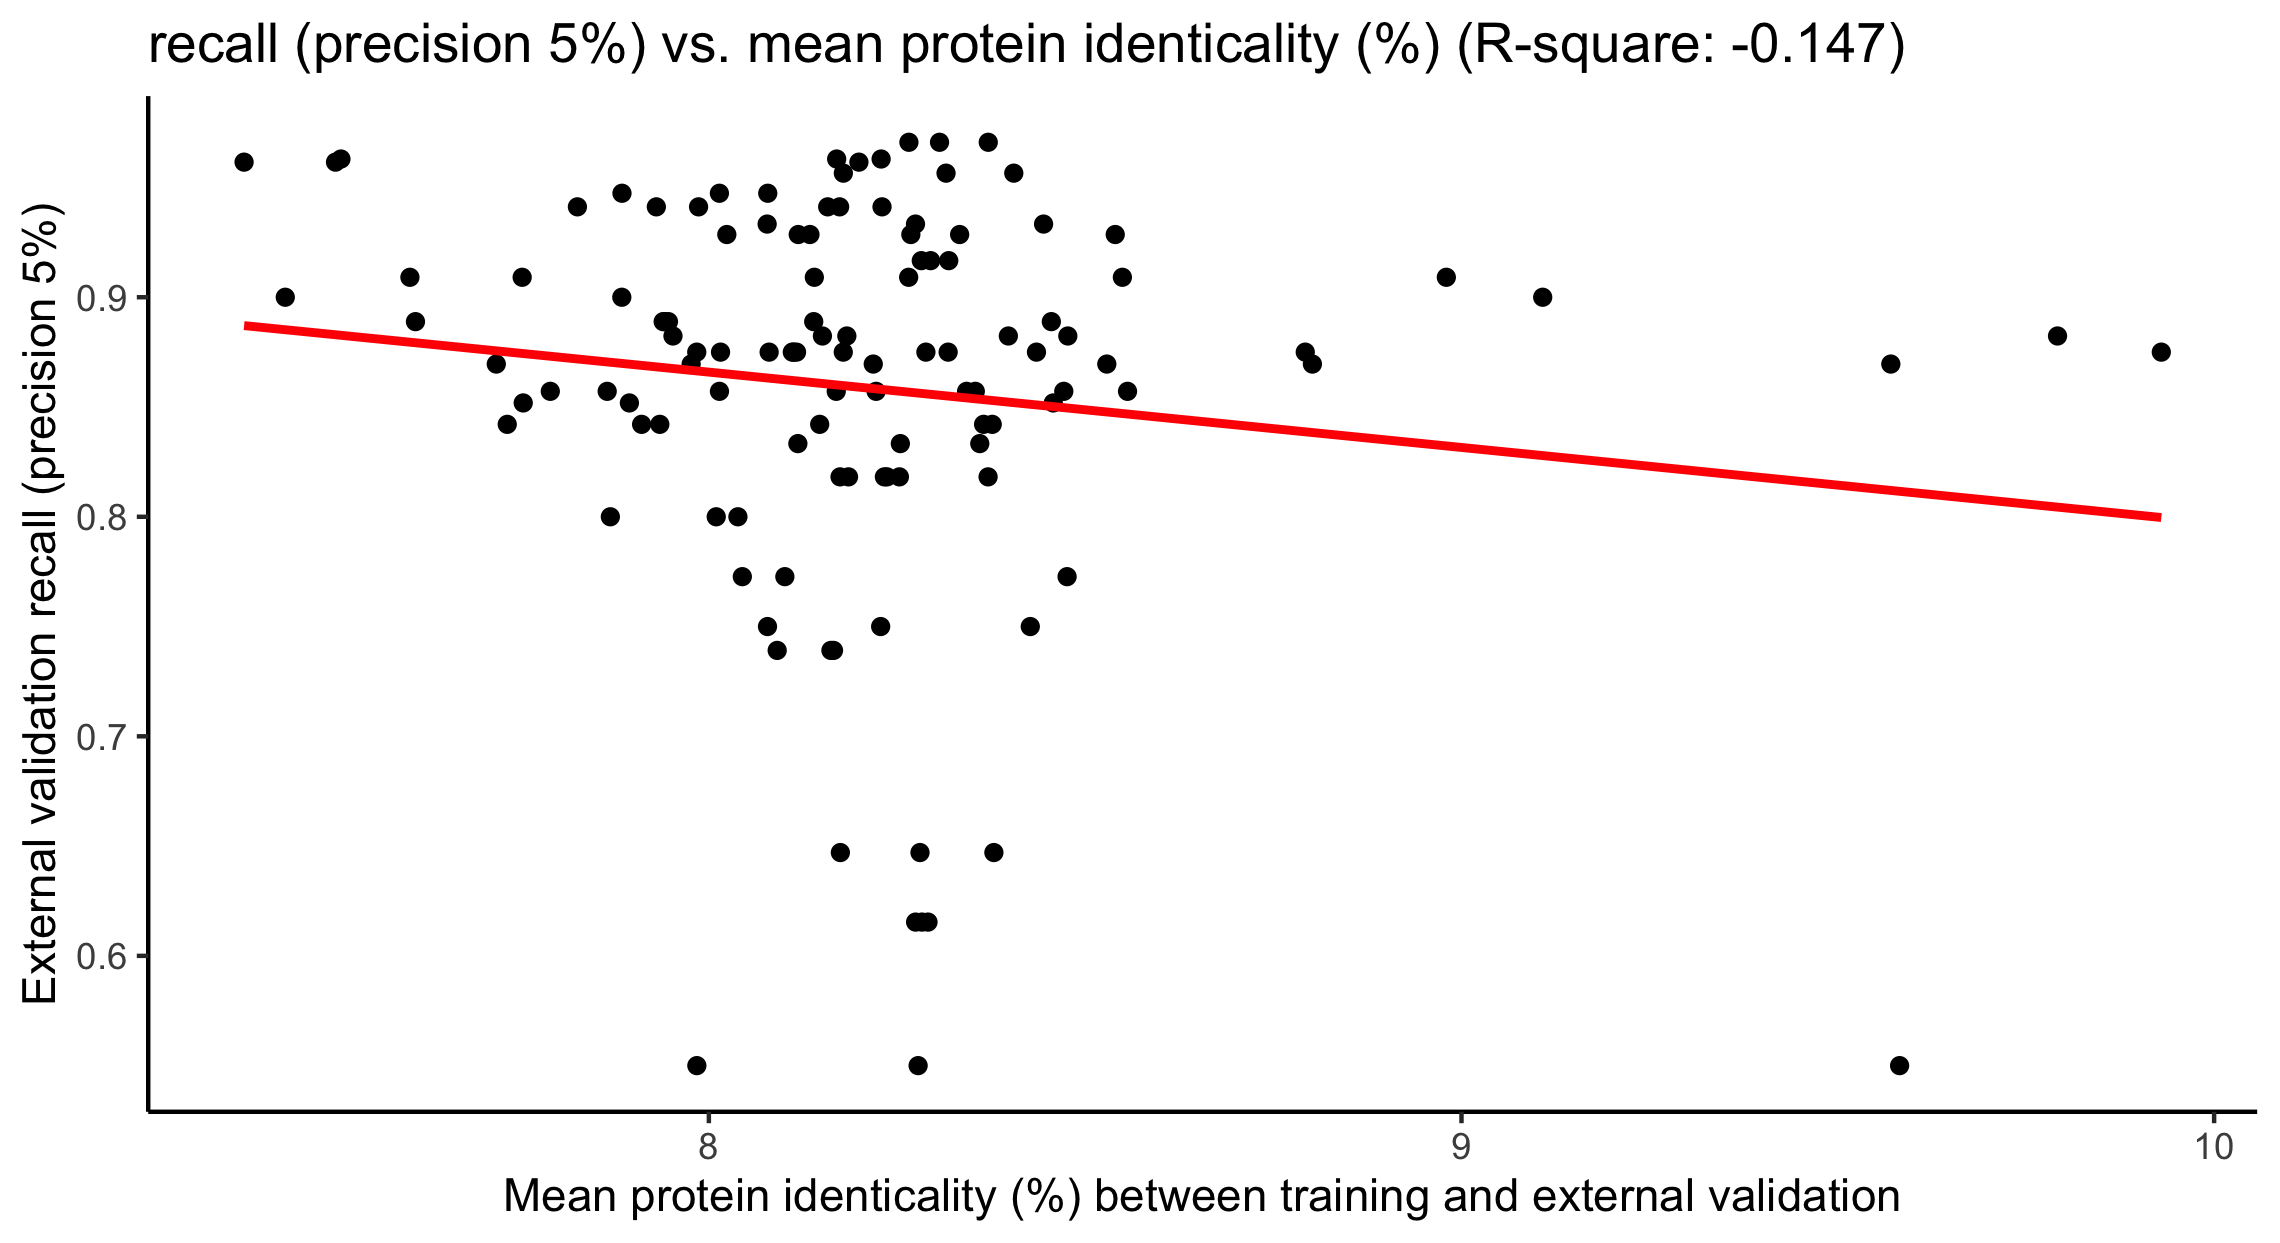 recall (precision 5%) vs. mean protein identicality (%) (R-square: -0.147)
External validation recall (precision 5%)
0.9
0.8
0.7
0.6
8
9
10
Mean protein identicality (%) between training and external validation